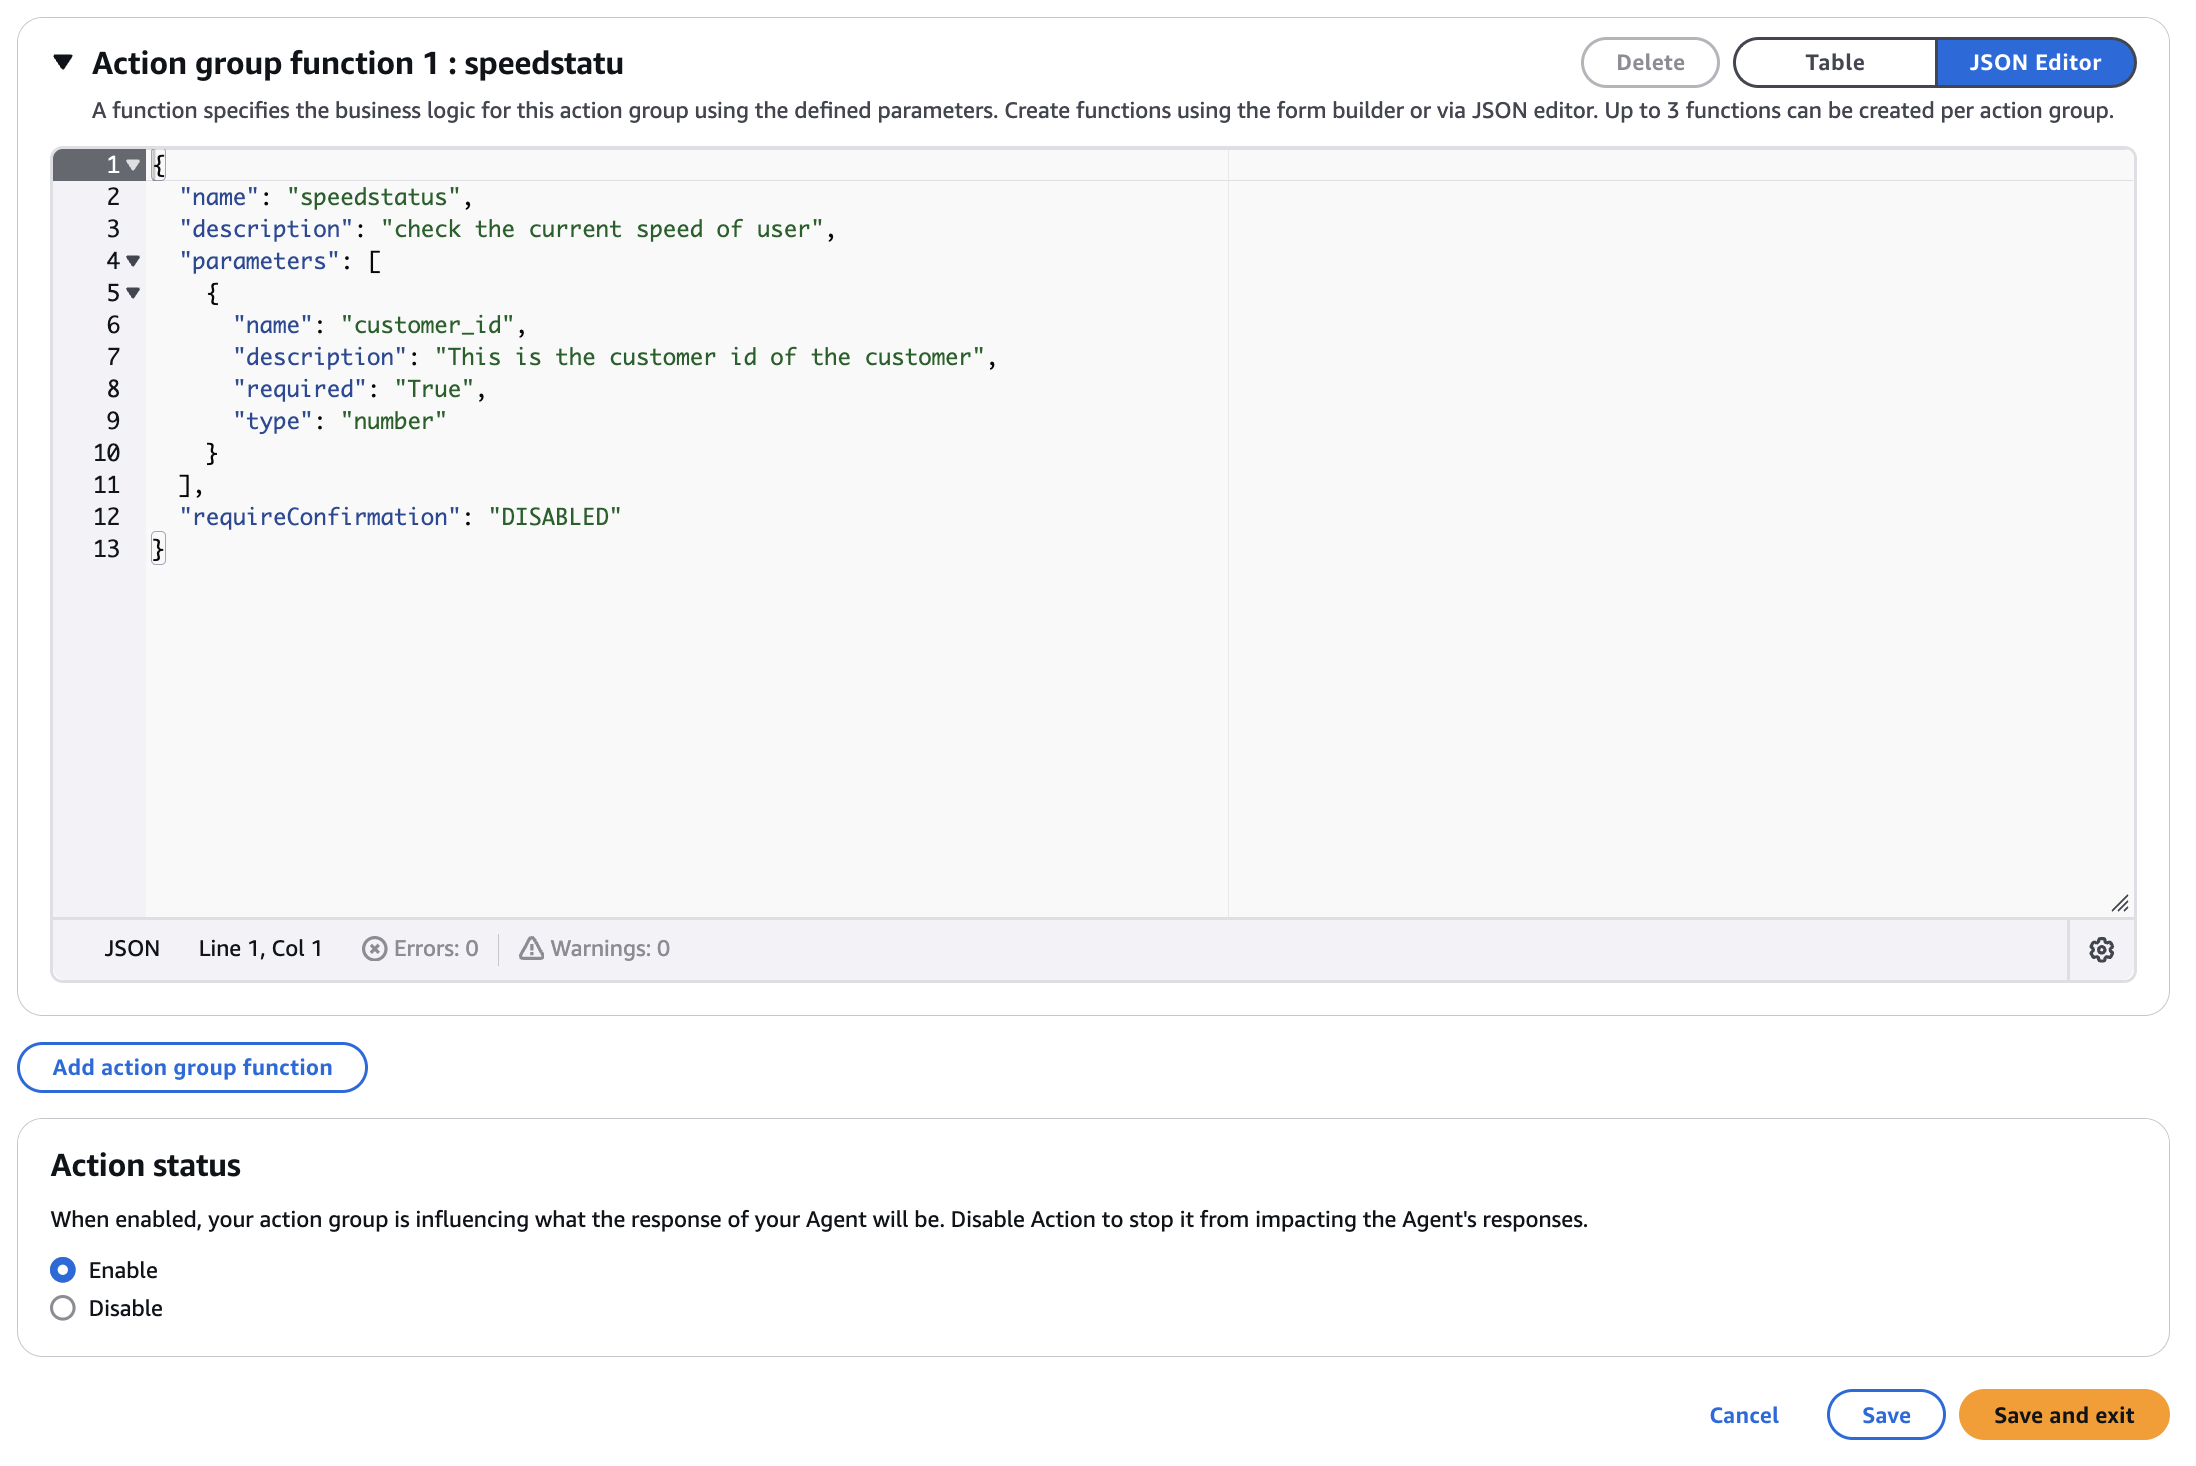 Action group function 1 : speedstatu
Delete
Table
JSON Editor
A function specifies the business logic for this action group using the defined parameters. Create functions using the form builder or via JSON editor. Up to 3 functions can be created per action group.
1 {
2 "name": "speedstatus",
3 "description": "check the current speed of user",
4 "parameters": [
5 {
6 "name": "customer_id",
7 "description": "This is the customer id of the customer",
8 "required": "True",
9 "type": "number"
10 }
11 ],
12 "requireConfirmation": "DISABLED"
13 }
JSON Line 1, Col 1 Errors: 0 Warnings: 0
Add action group function
Action status
When enabled, your action group is influencing what the response of your Agent will be. Disable Action to stop it from impacting the Agent's responses.
Enable
Disable
Cancel
Save
Save and exit